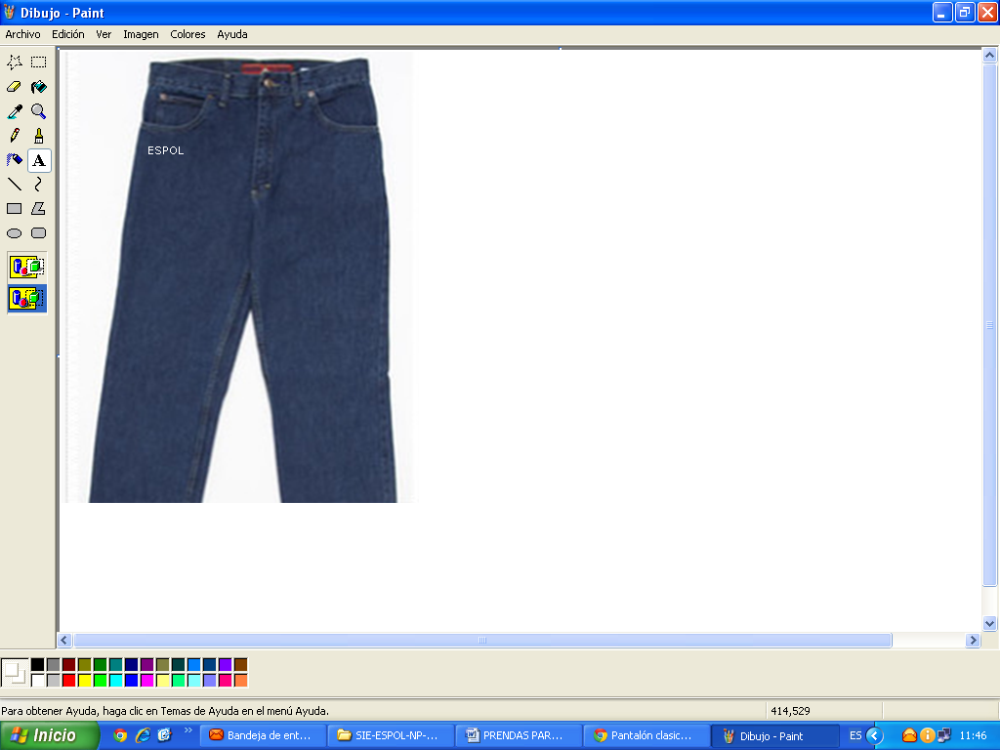 Dibujo - Paint
Archivo Edición Ver Imagen Colores Ayuda
A
ESPOL
Para obtener Ayuda, haga clic en Temas de Ayuda en el menú Ayuda.
414,529
Inicio
Bandeja de ent...
SIE-ESPOL-NP-...
PRENDAS PAR...
Pantalón clasic...
Dibujo - Paint
ES
11:46